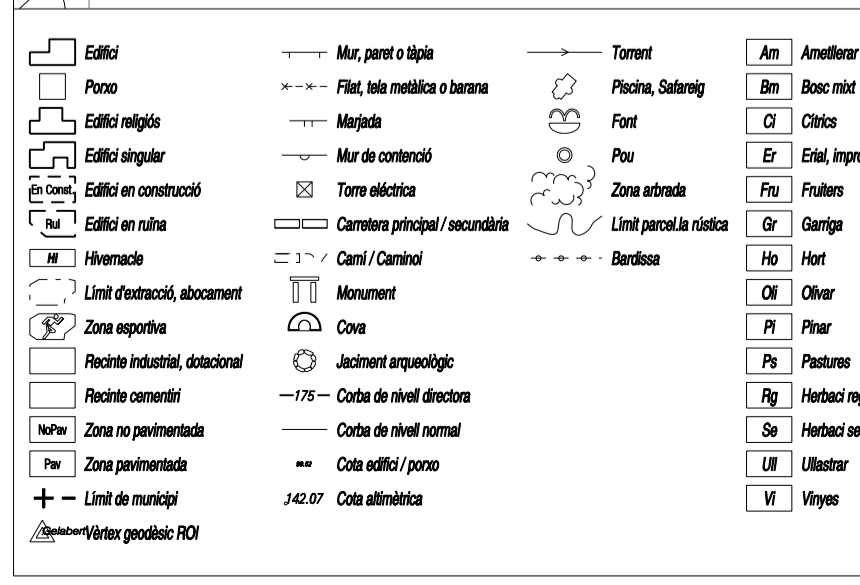 Edifici
Porxo
Edifici religiós
Edifici singular
En Const. Edifici en construcció
Rui Edifici en ruïna
HI Hivernacle
Límit d'extracció, abocament
Zona esportiva
Recinte industrial, dotacional
Recinte cementiri
NoPav Zona no pavimentada
Pav Zona pavimentada
Límit de municipi
Gelabert Vèrtex geodèsic ROI
Mur, paret o tàpia
Filat, tela metàlica o barana
Marjada
Mur de contenció
Torre eléctrica
Carretera principal / secundària
Camí / Caminoi
Monument
Cova
Jaciment arqueològic
175 Corba de nivell directora
Corba de nivell normal
Cota edifici / porxo
142.07 Cota altimètrica
Torrent
Piscina, Safareig
Font
Pou
Zona arbrada
Límit parcel.la rústica
Bardissa
Am Ametllerar
Bm Bosc mixt
Ci Cítrics
Er Erial, impro
Fru Fruiters
Gr Garriga
Ho Hort
Oli Olivar
Pi Pinar
Ps Pastures
Rg Herbaci reg
Se Herbaci se
Ull Ullastrar
Vi Vinyes